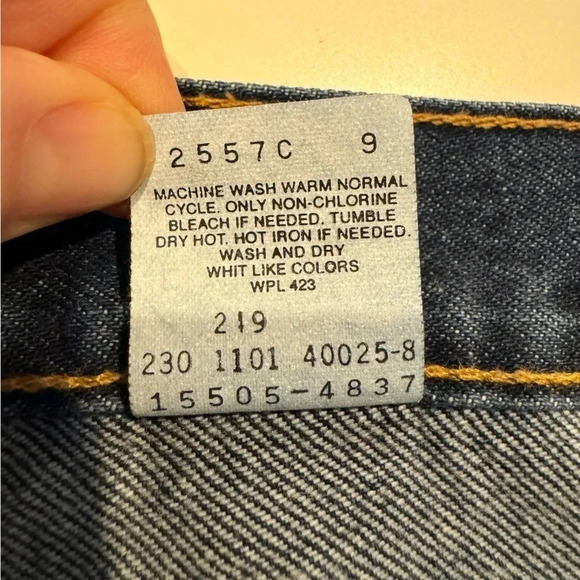 2557C 9
MACHINE WASH WARM NORMAL
CYCLE. ONLY NON-CHLORINE
BLEACH IF NEEDED. TUMBLE
DRY HOT. HOT IRON IF NEEDED.
WASH AND DRY
WHIT LIKE COLORS
WPL 423
219
230 1101 40025-8
15505-4837